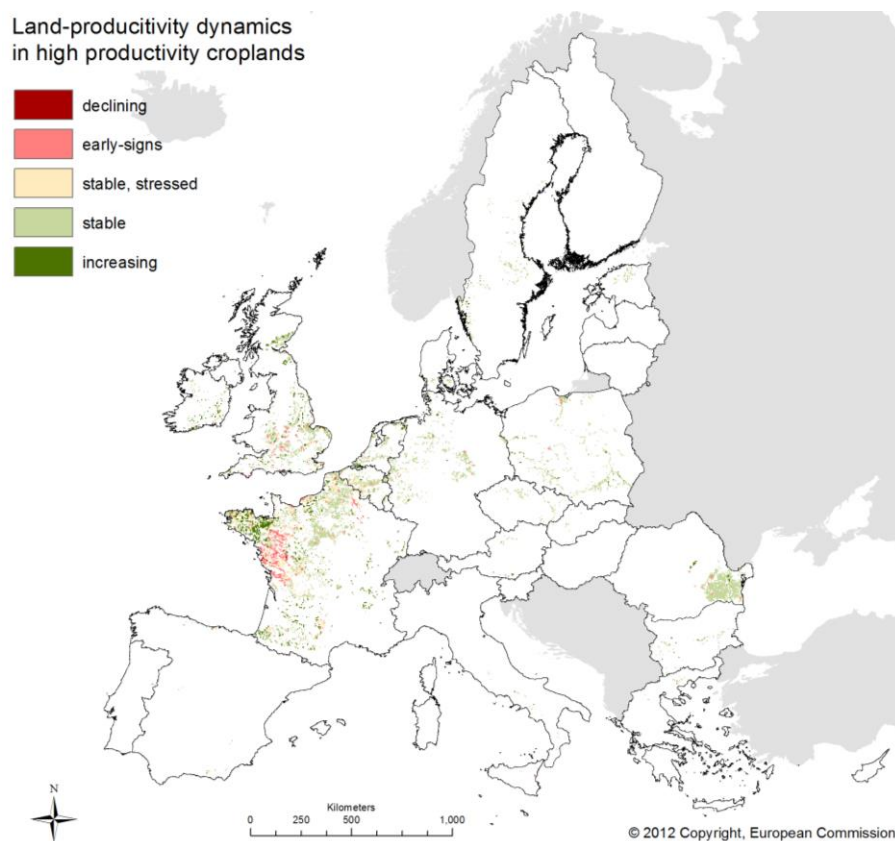 Land-producitivity dynamics
in high productivity croplands
declining
early-signs
stable, stressed
stable
increasing
N
Kilometers
0 250 500 1,000
© 2012 Copyright, European Commission